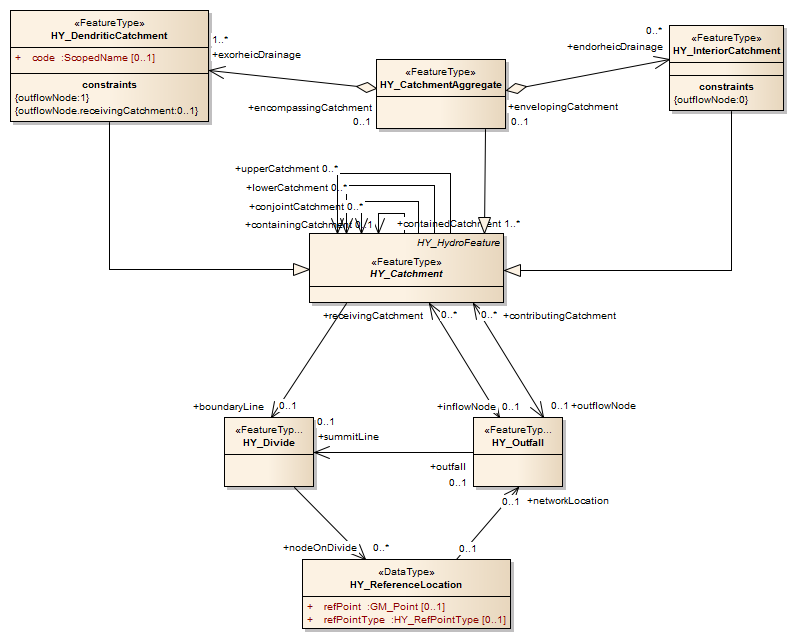 «FeatureType»
HY_DendriticCatchment
+ code :ScopedName [0..1]
constraints
{outflowNode:1}
{outflowNode.receivingCatchment:0..1}
1..*
+exorheicDrainage
«FeatureType»
HY_CatchmentAggregate
+encompassingCatchment
0..1
+envelopingCatchment
0..1
0..*
+endorheicDrainage
«FeatureType»
HY_InteriorCatchment
constraints
{outflowNode:0}
+upperCatchment 0..*
+lowerCatchment 0..*
+conjointCatchment 0..*
+containingCatchment 0..1
+containedCatchment 1..*
HY_HydroFeature
«FeatureType»
HY_Catchment
+receivingCatchment 0..*
0..* +contributingCatchment
+boundaryLine 0..1
+inflowNode 0..1
0..1 +outflowNode
«FeatureTyp...
HY_Divide
0..1
+summitLine
+outfall
0..1
«FeatureTyp...
HY_Outfall
0..1 +networkLocation
+nodeOnDivide 0..*
0..1
«DataType»
HY_ReferenceLocation
+ refPoint :GM_Point [0..1]
+ refPointType :HY_RefPointType [0..1]